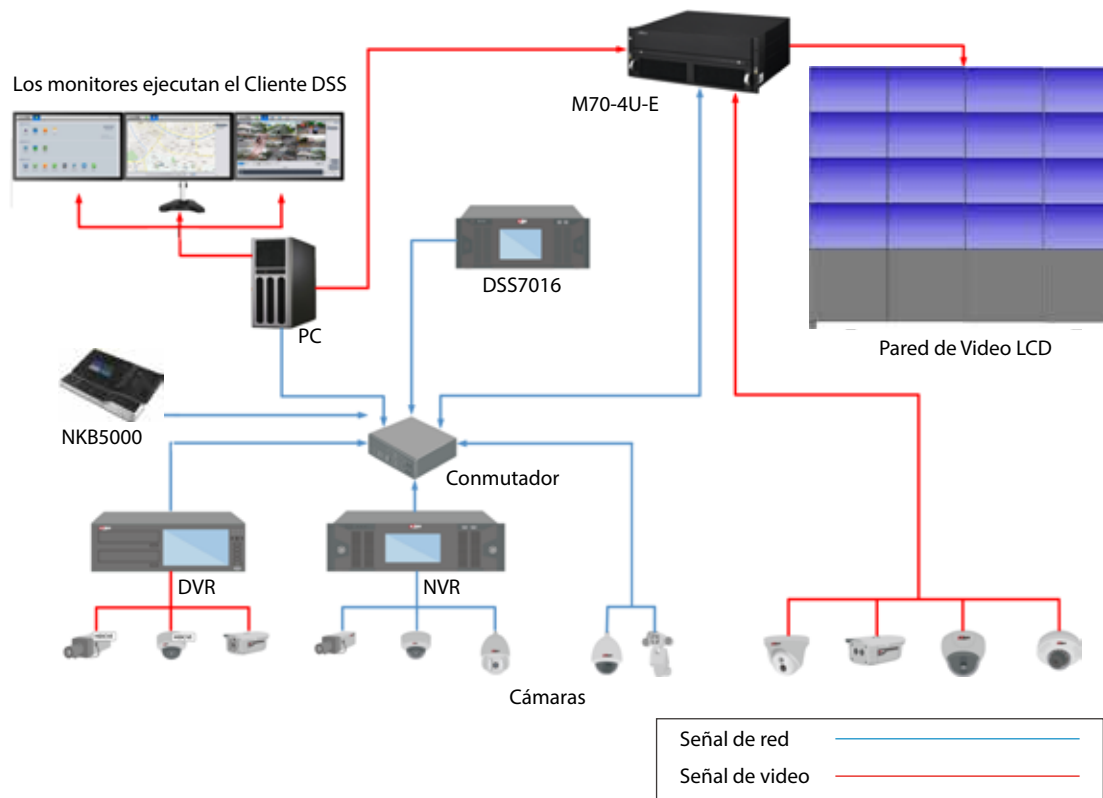 Los monitores ejecutan el Cliente DSS
M70-4U-E
DSS7016
PC
Pared de Video LCD
NKB5000
Conmutador
DVR
NVR
Cámaras
Señal de red
Señal de video